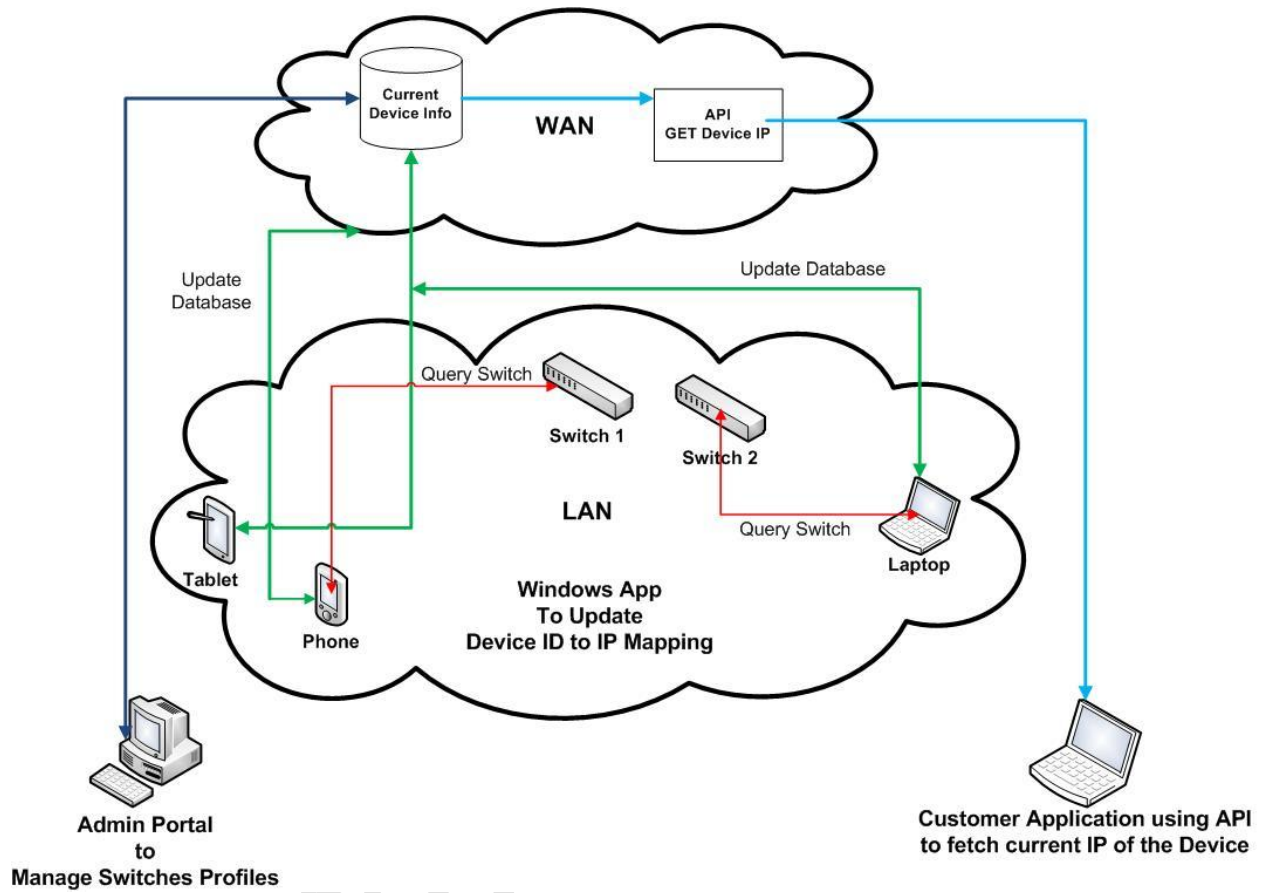 Current
Device Info
WAN
API
GET Device IP
Update
Database
Update Database
Query Switch
Switch 1
Switch 2
LAN
Query Switch
Tablet
Laptop
Phone
Windows App
To Update
Device ID to IP Mapping
Admin Portal
to
Manage Switches Profiles
Customer Application using API
to fetch current IP of the Device